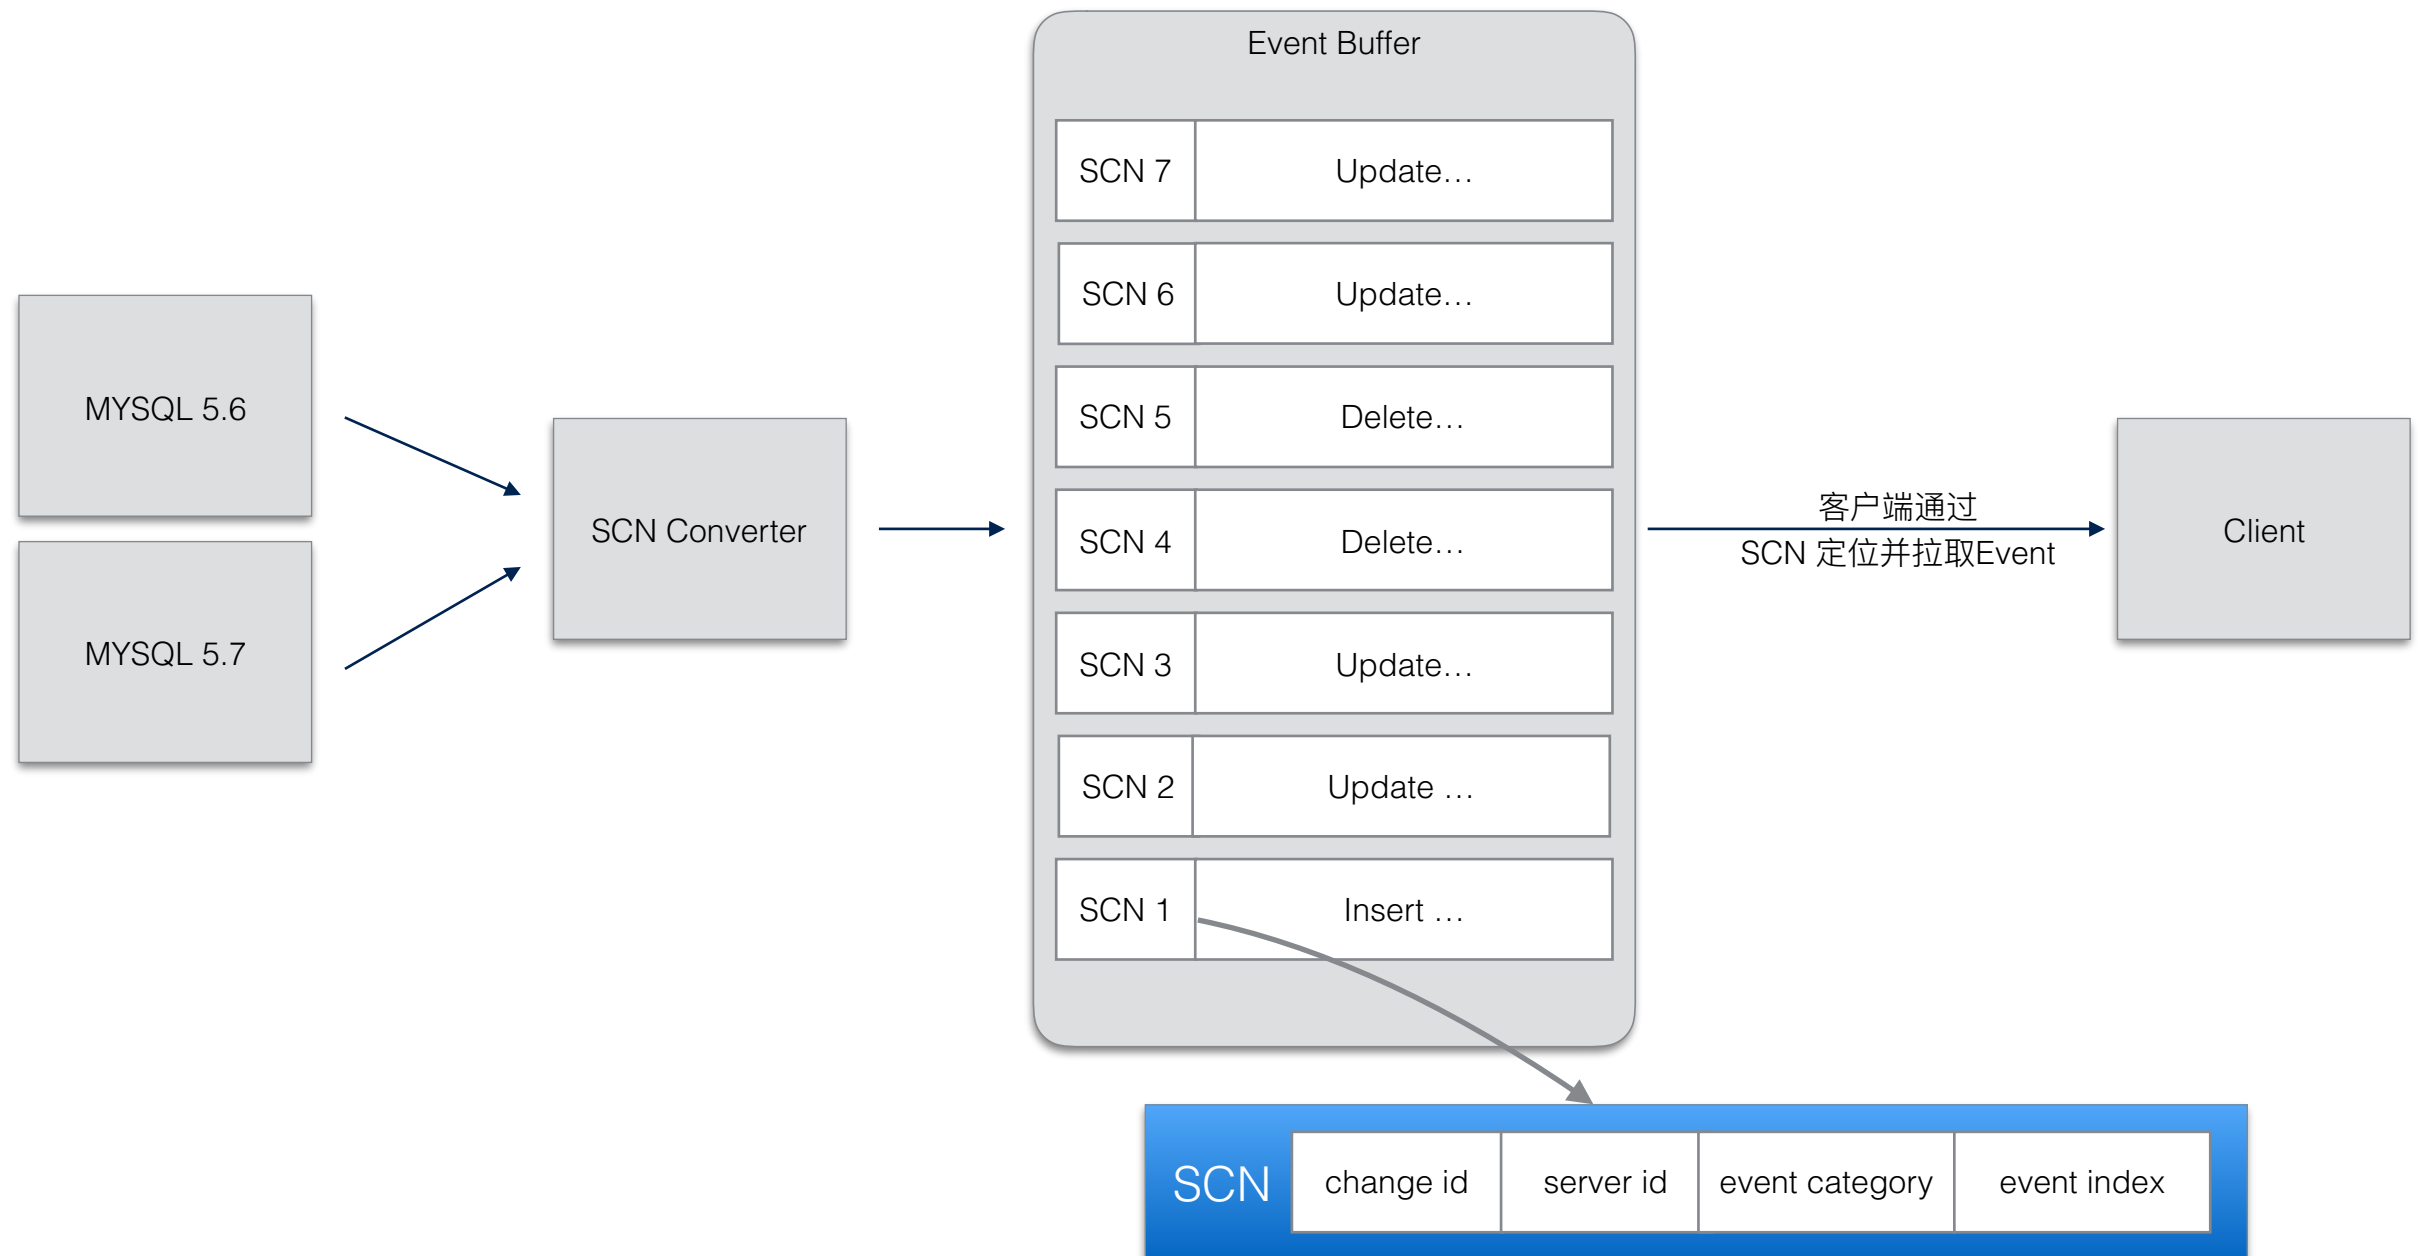 Event Buffer
SCN 7 Update…
SCN 6 Update…
SCN 5 Delete…
SCN 4 Delete…
SCN 3 Update…
SCN 2 Update …
SCN 1 Insert …
MYSQL 5.6
MYSQL 5.7
SCN Converter
客户端通过
SCN 定位并拉取Event
Client
SCN change id server id event category event index